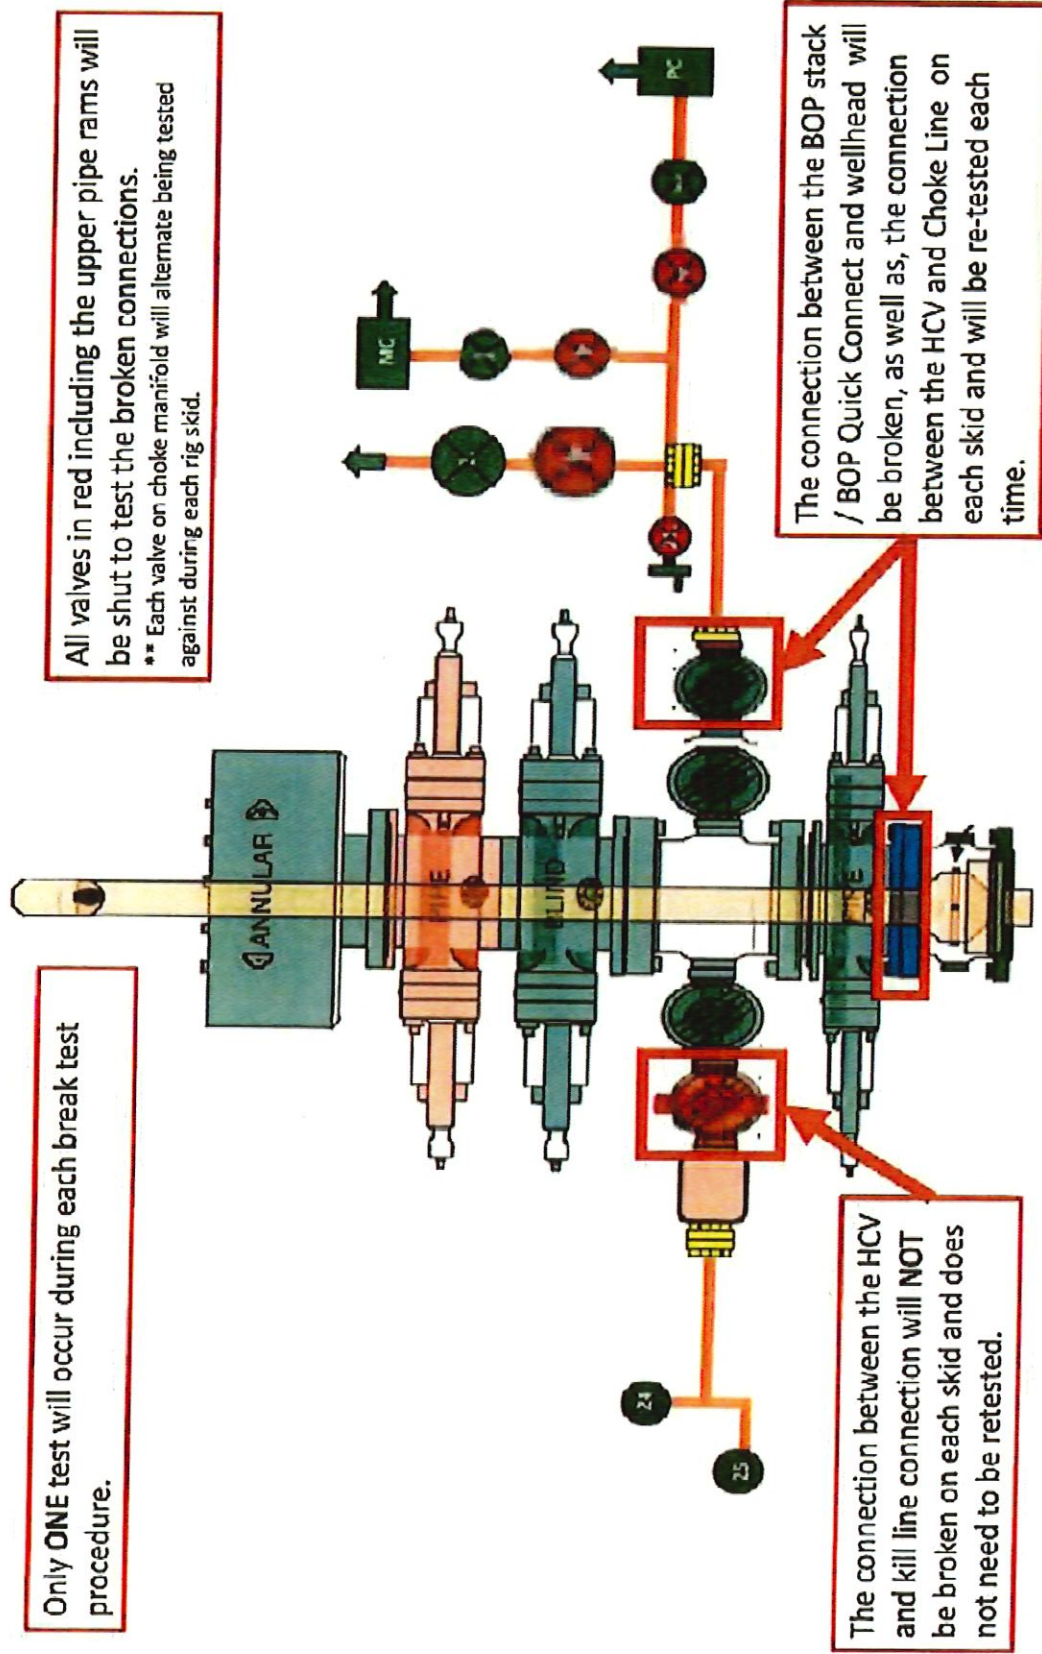 Only ONE test will occur during each break test
procedure.
All valves in red including the upper pipe rams will
be shut to test the broken connections.
** Each valve on choke manifold will alternate being tested
against during each rig skid.
ANNULAR
PIPE
BLIND
PIPE
MC
PC
24
25
The connection between the HCV
and kill line connection will NOT
be broken on each skid and does
not need to be retested.
The connection between the BOP stack
/ BOP Quick Connect and wellhead will
be broken, as well as, the connection
between the HCV and Choke Line on
each skid and will be re-tested each
time.